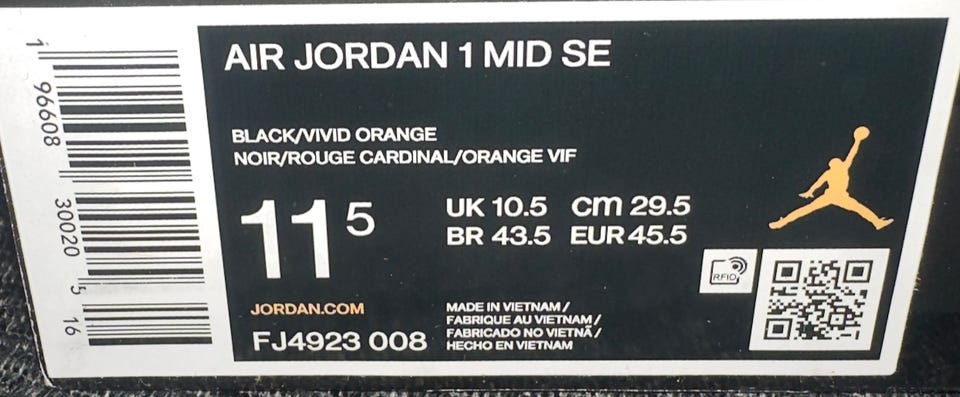 AIR JORDAN 1 MID SE
BLACK/VIVID ORANGE
NOIR/ROUGE CARDINAL/ORANGE VIF
11 5
UK 10.5 cm 29.5
BR 43.5 EUR 45.5
RFID
JORDAN.COM
FJ4923 008
MADE IN VIETNAM /
FABRIQUE AU VIETNAM /
FABRICADO NO VIETNÃ /
HECHO EN VIETNAM
1 96608 30020 5 16